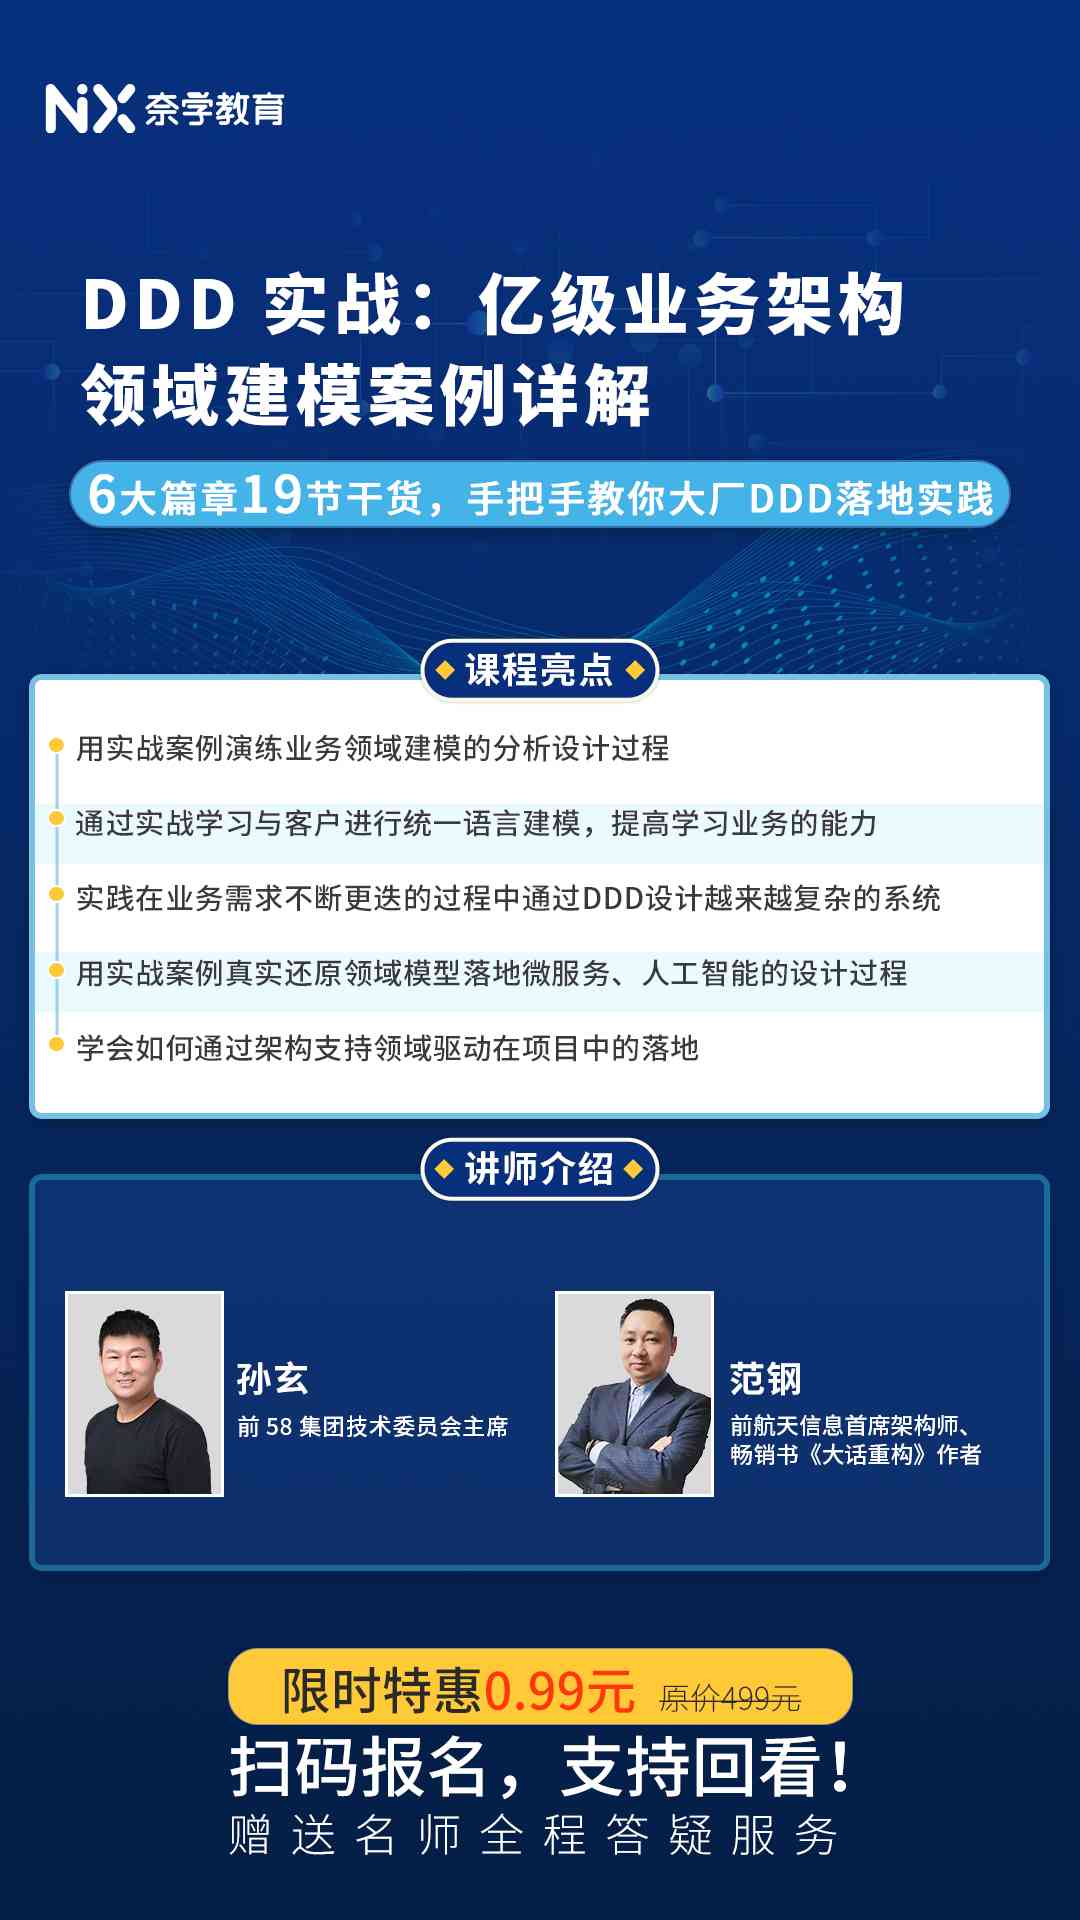 NiX 奈学教育
DDD 实战：亿级业务架构
领域建模案例详解
6大篇章19节干货，手把手教你大厂DDD落地实践
课程亮点
用实战案例演练业务领域建模的分析设计过程
通过实战学习与客户进行统一语言建模，提高学习业务的能力
实践在业务需求不断更迭的过程中通过DDD设计越来越复杂的系统
用实战案例真实还原领域模型落地微服务、人工智能的设计过程
学会如何通过架构支持领域驱动在项目中的落地
讲师介绍
孙玄
前 58 集团技术委员会主席
范钢
前航天信息首席架构师、
畅销书《大话重构》作者
限时特惠0.99元 原价499元
扫码报名，支持回看！
赠送名师全程答疑服务